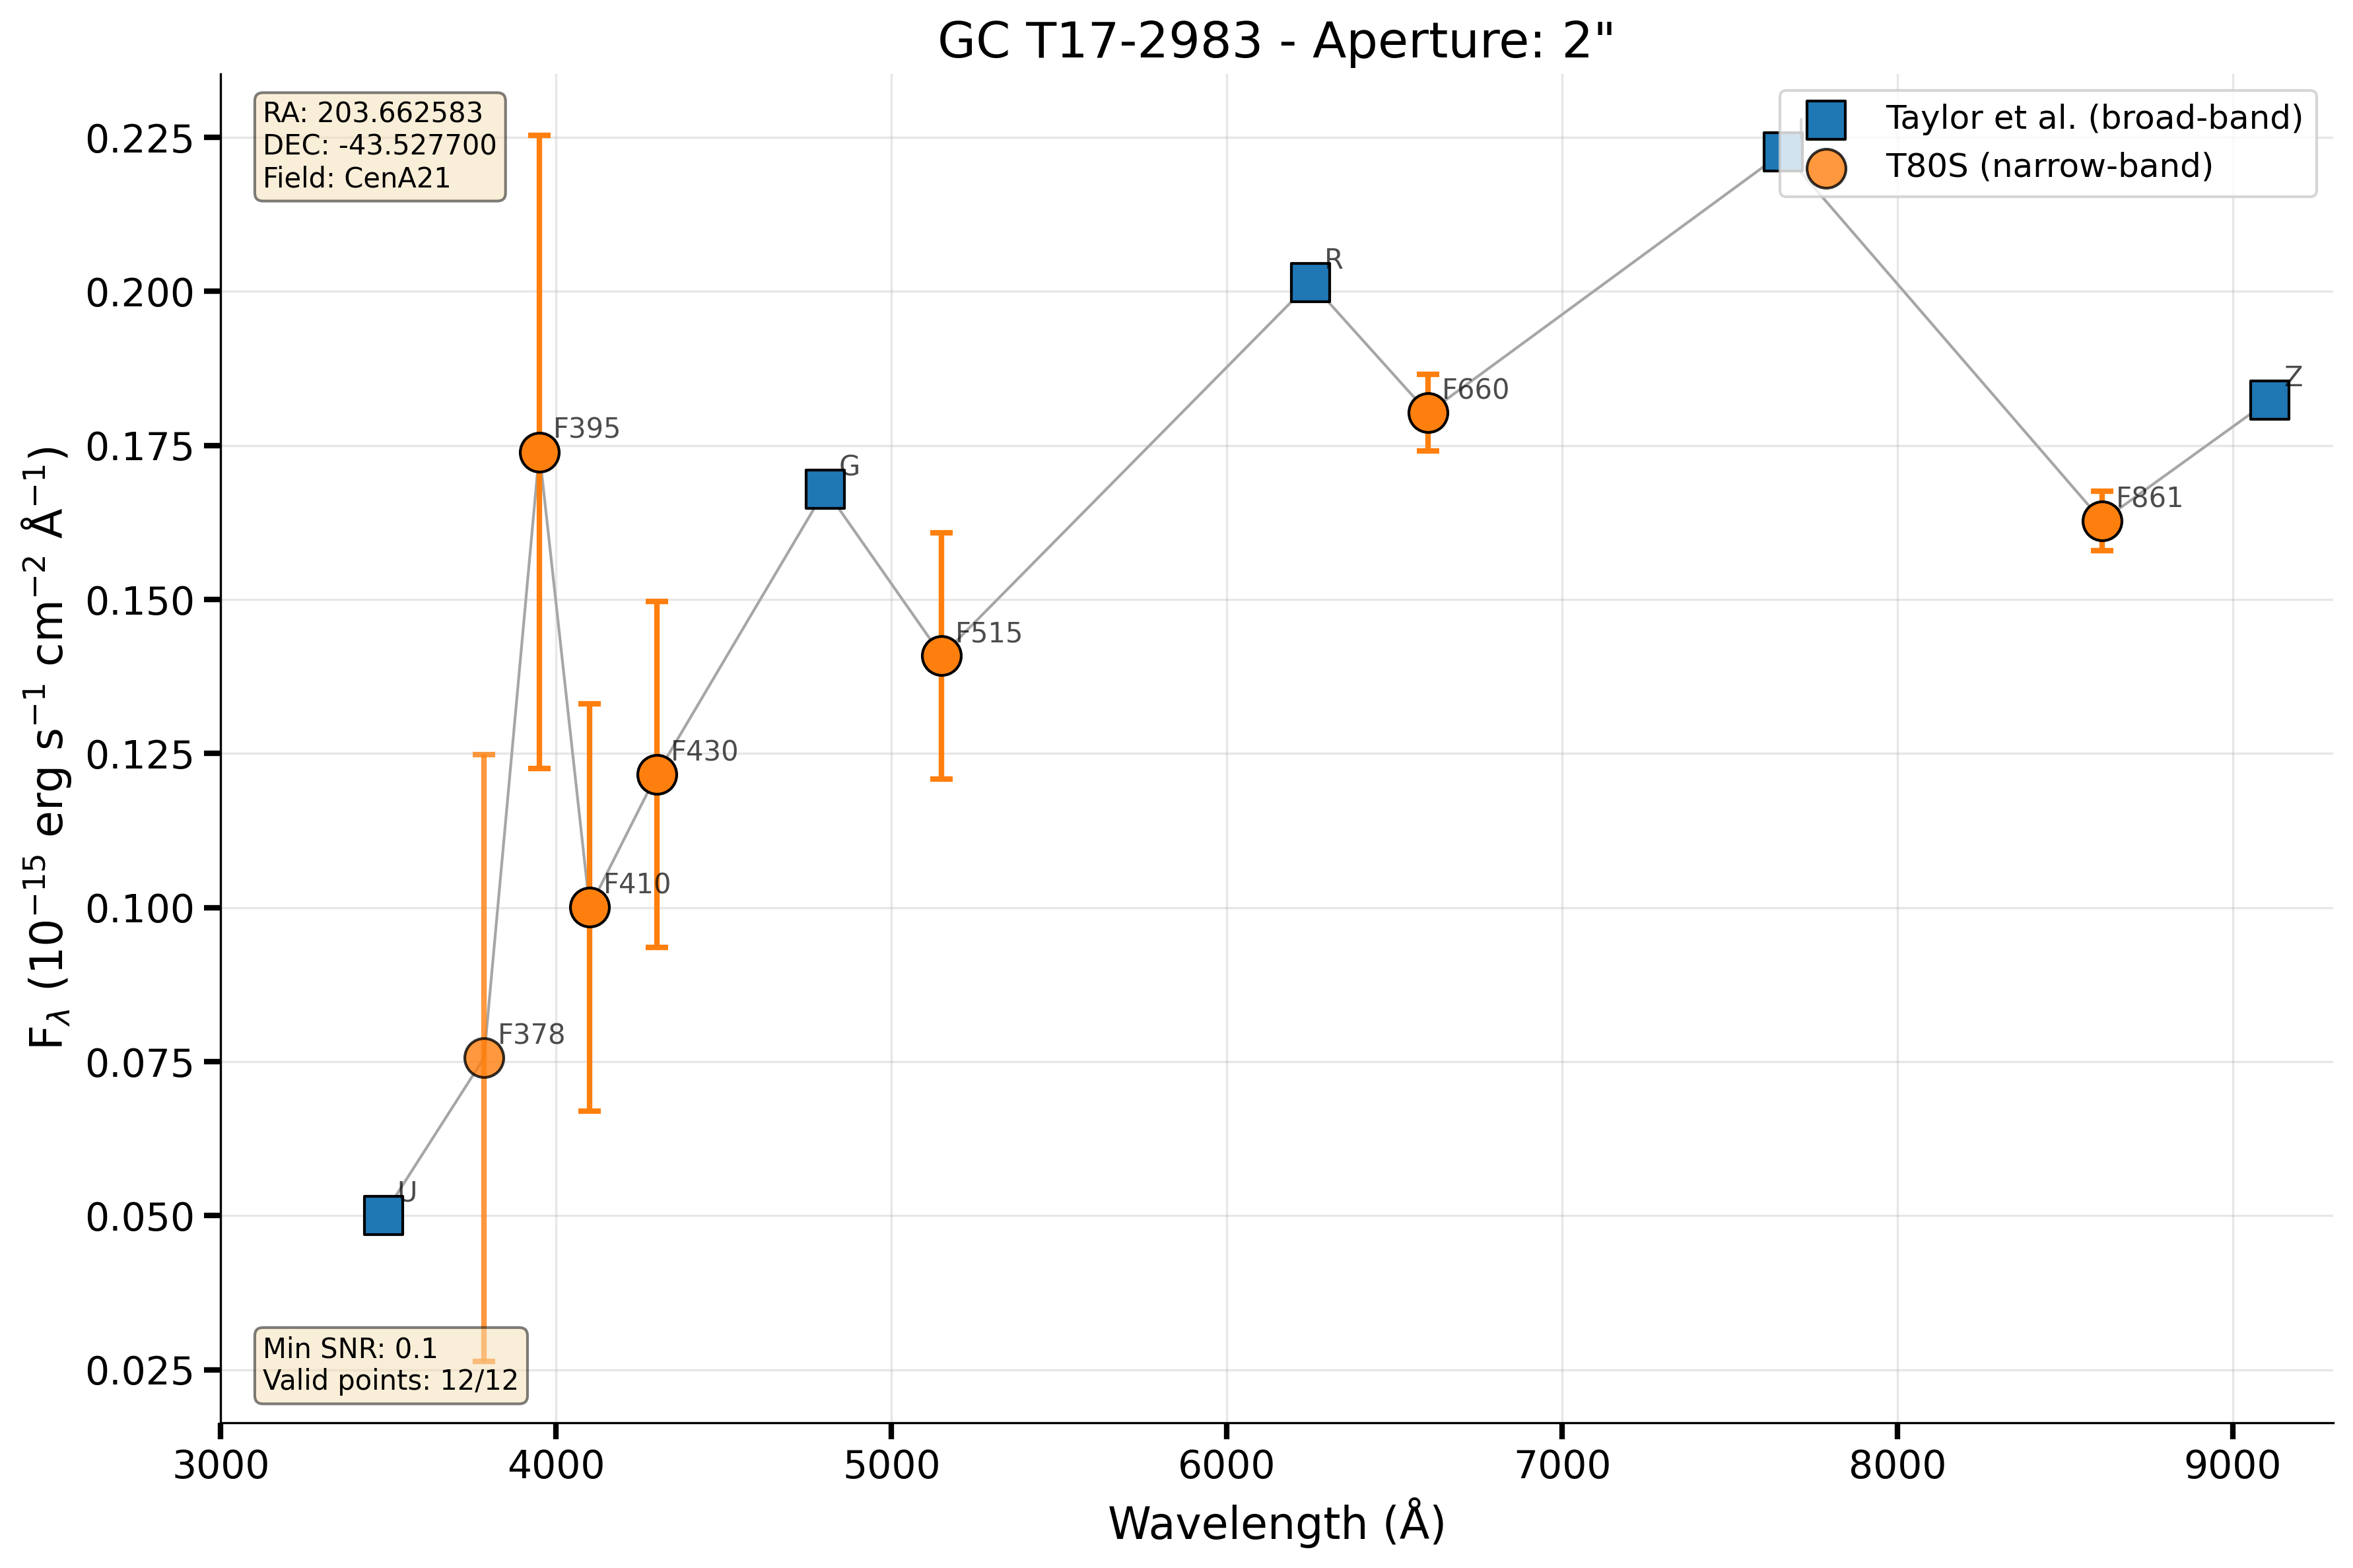 GC T17-2983 - Aperture: 2"
RA: 203.662583
DEC: -43.527700
Field: CenA21
Taylor et al. (broad-band)
T80S (narrow-band)
F_λ (10⁻¹⁵ erg s⁻¹ cm⁻² Å⁻¹)
0.225
0.200
0.175
0.150
0.125
0.100
0.075
0.050
0.025
U
F378
F395
F410
F430
G
F515
R
F660
F861
Z
Min SNR: 0.1
Valid points: 12/12
3000
4000
5000
6000
7000
8000
9000
Wavelength (Å)